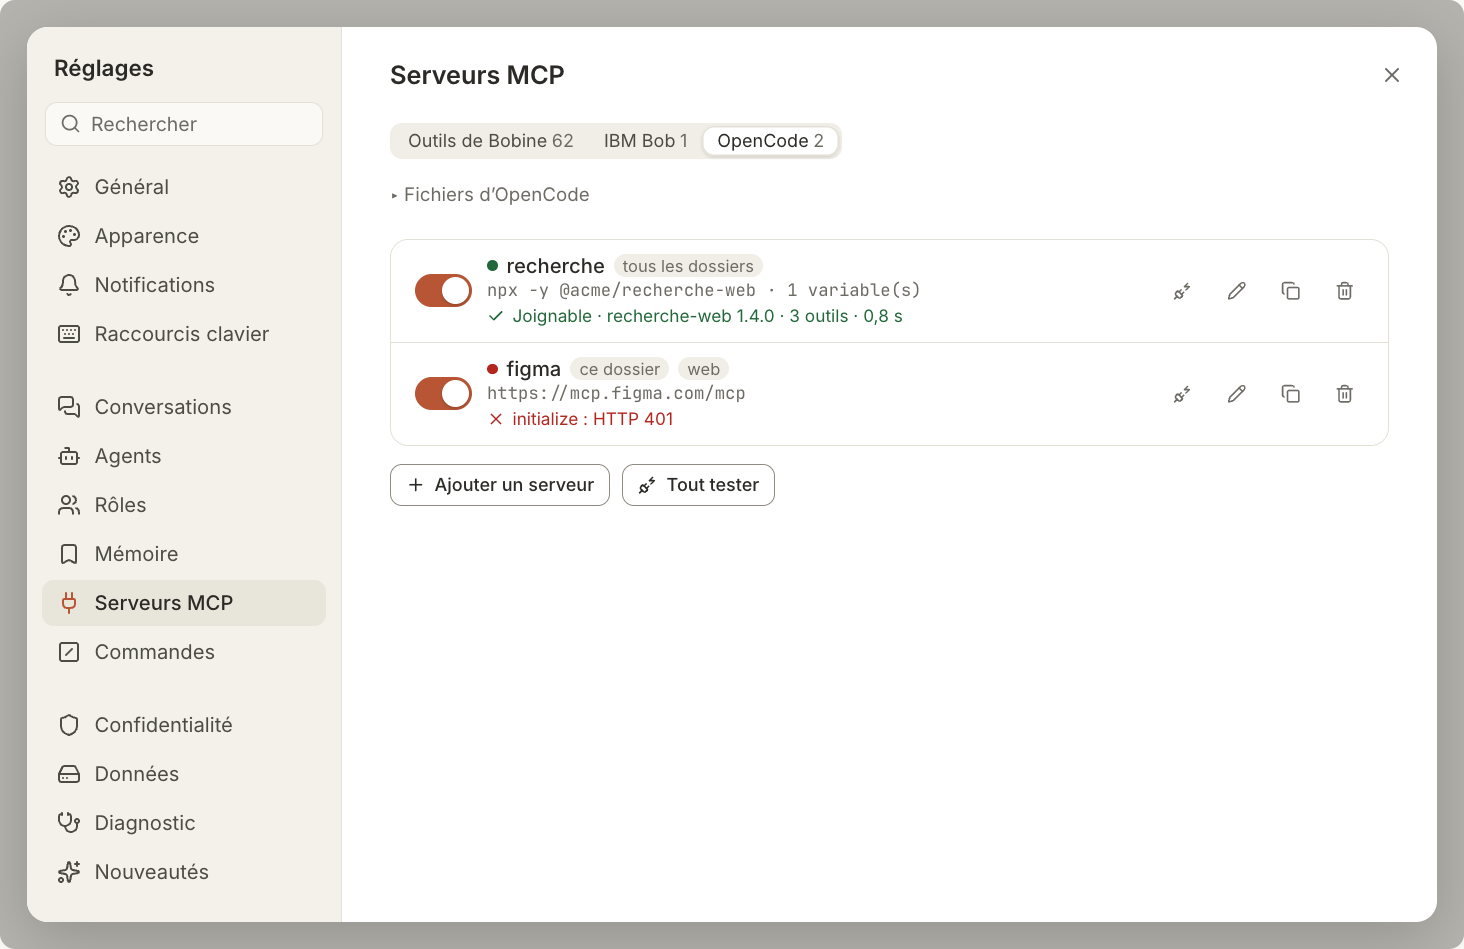 Réglages
Rechercher
Général
Apparence
Notifications
Raccourcis clavier
Conversations
Agents
Rôles
Mémoire
Serveurs MCP
Commandes
Confidentialité
Données
Diagnostic
Nouveautés
Serveurs MCP
Outils de Bobine 62 IBM Bob 1 OpenCode 2
Fichiers d’OpenCode
recherche tous les dossiers
npx -y @acme/recherche-web · 1 variable(s)
Joignable · recherche-web 1.4.0 · 3 outils · 0,8 s
figma ce dossier web
https://mcp.figma.com/mcp
initialize : HTTP 401
Ajouter un serveur Tout tester